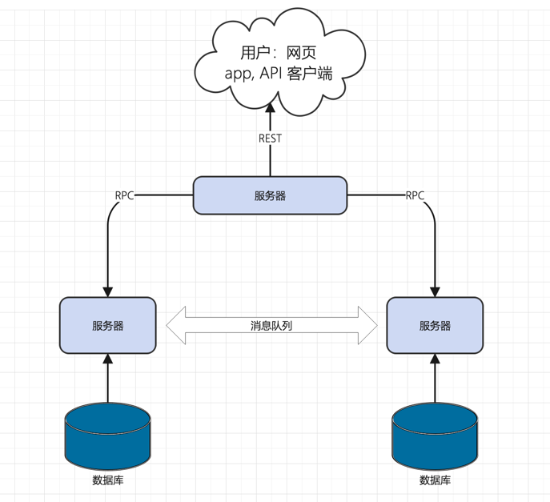 用户：网页
app, API 客户端
REST
服务器
RPC
RPC
服务器
消息队列
服务器
数据库
数据库